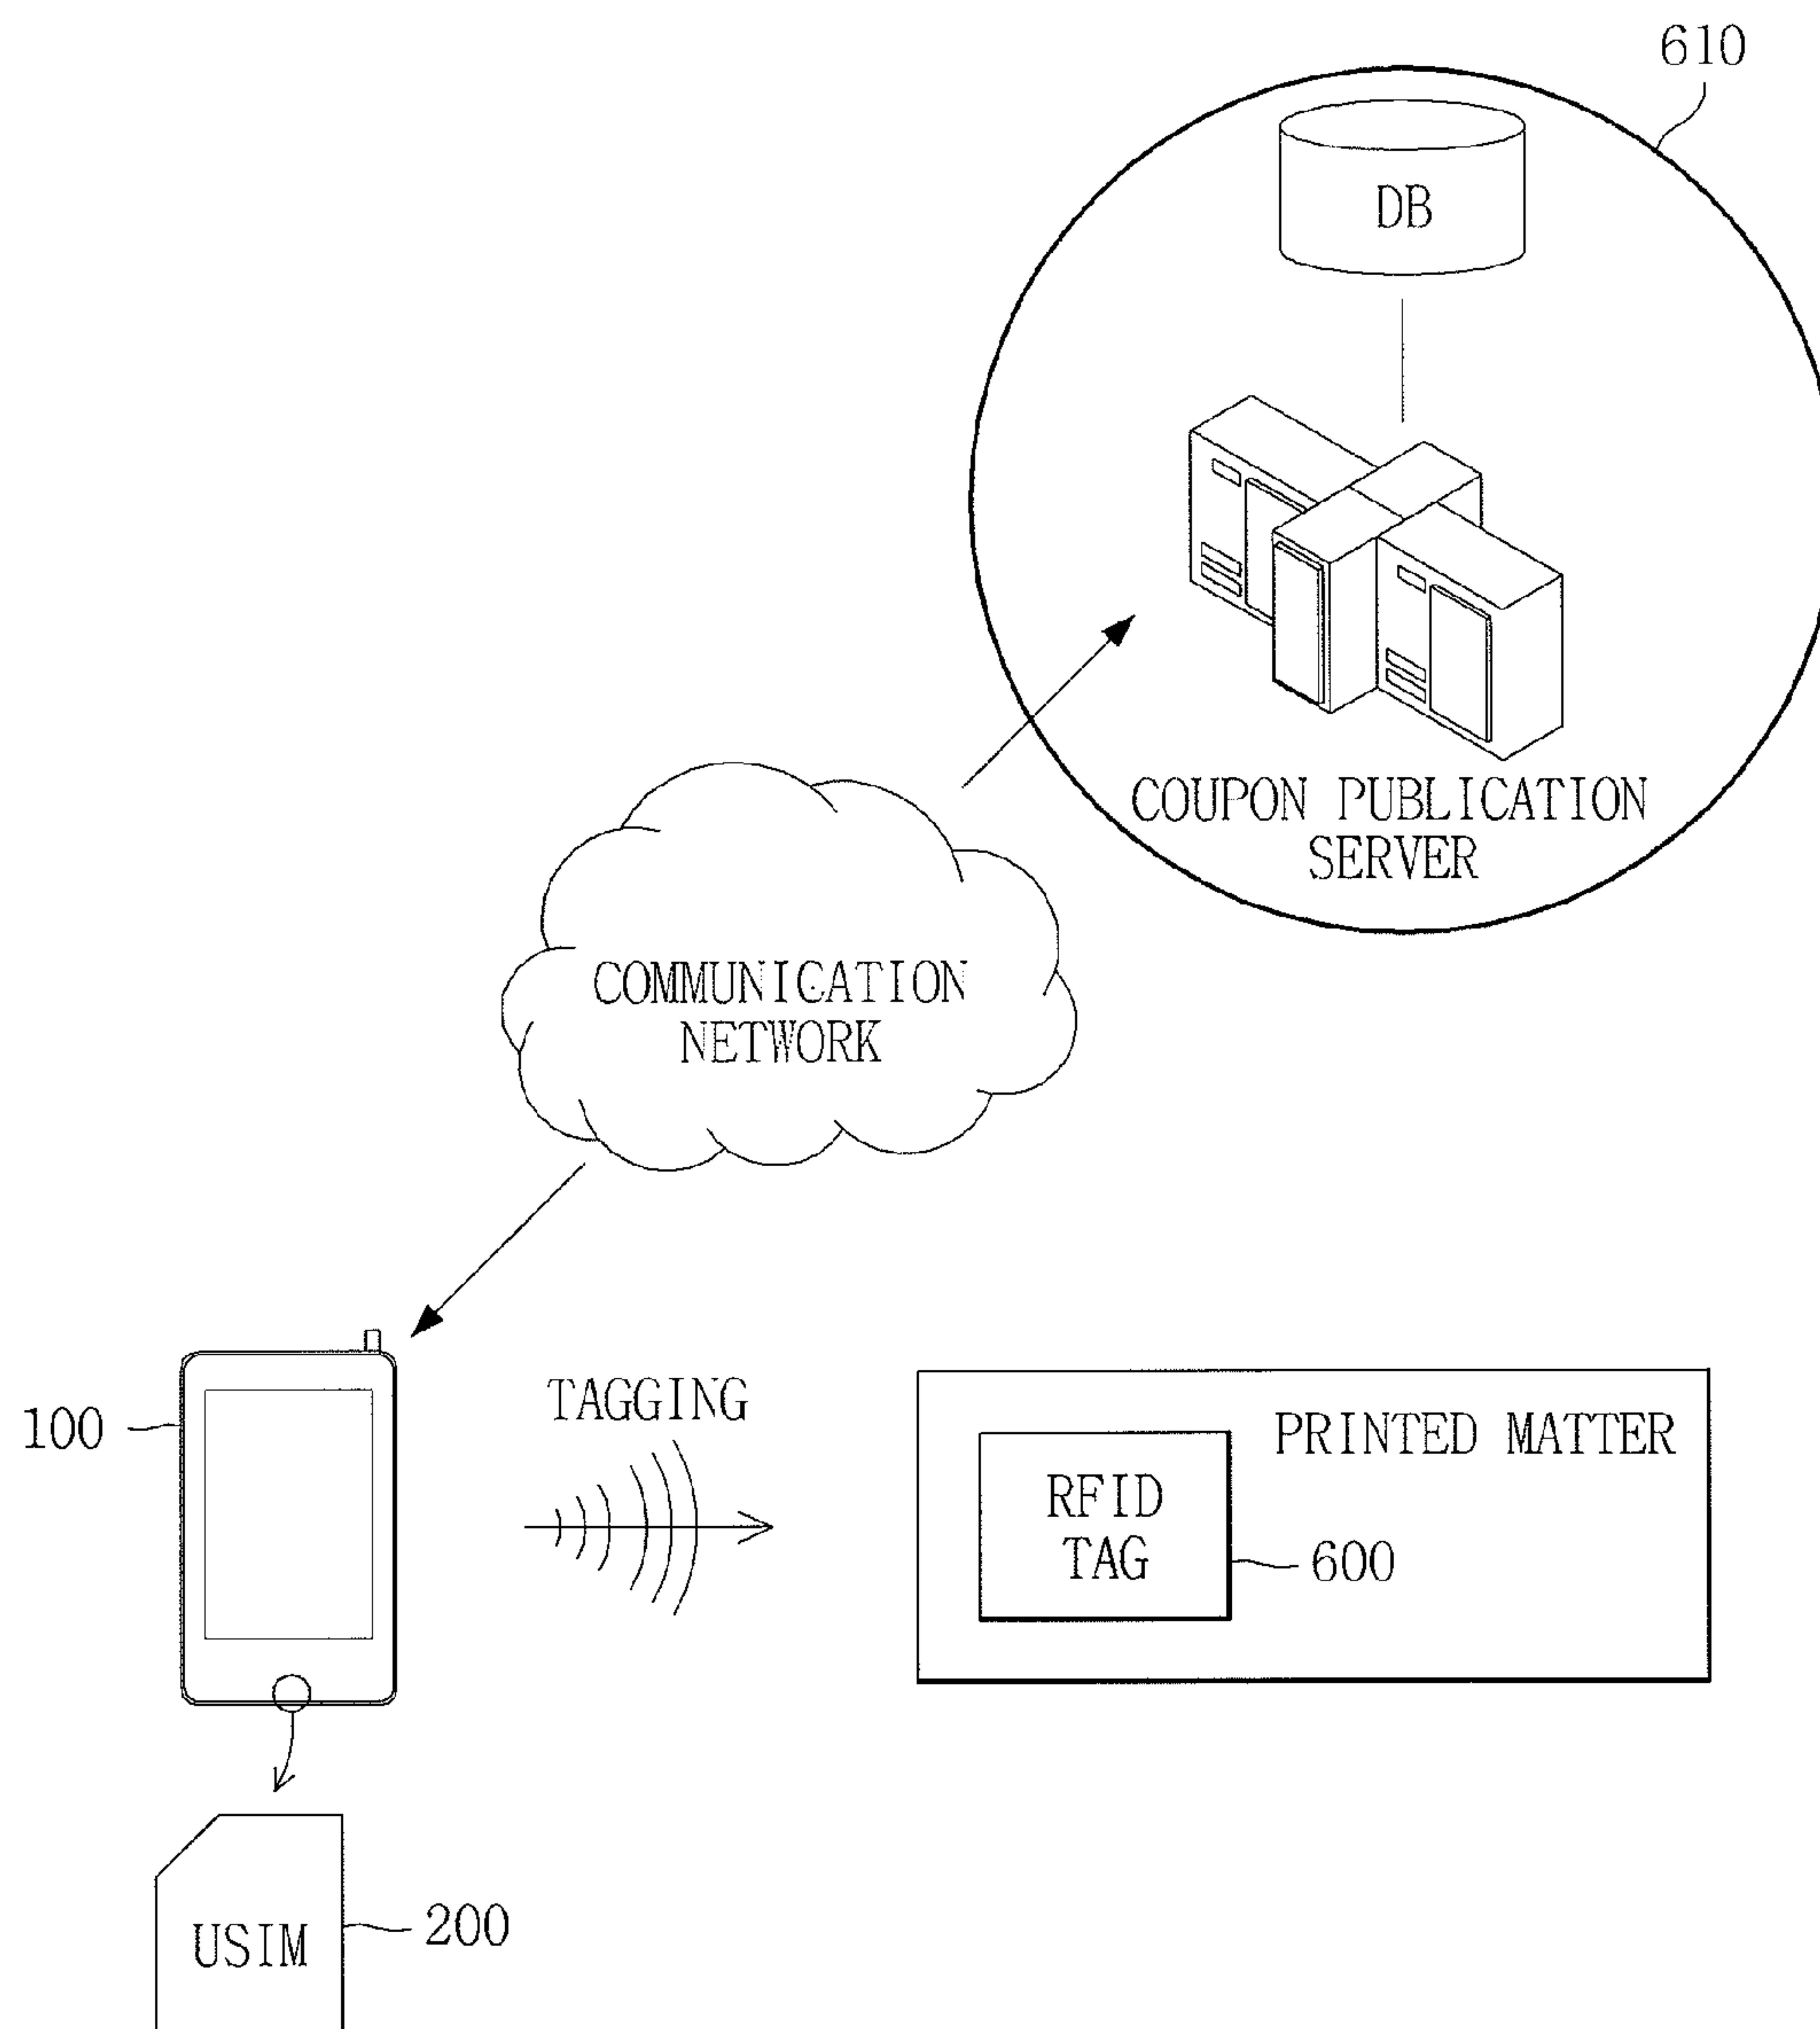 610
DB
COUPON PUBLICATION
SERVER
COMMUNICATION
NETWORK
TAGGING
100
PRINTED MATTER
RFID
TAG
600
USIM
200